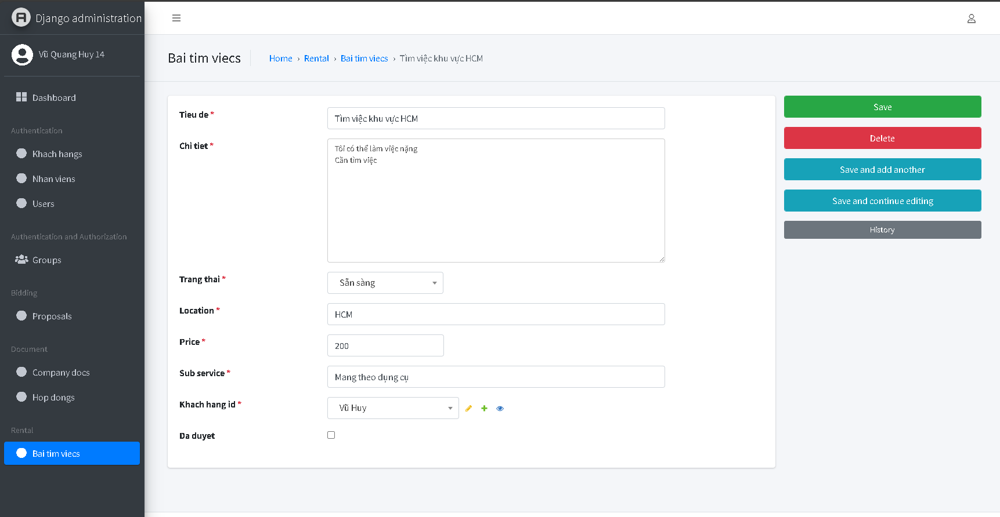 Django administration
Vũ Quang Huy 14
Dashboard
Authentication
Khach hangs
Nhan viens
Users
Authentication and Authorization
Groups
Bidding
Proposals
Document
Company docs
Hop dongs
Rental
Bai tim viecs
Bai tim viecs
Home › Rental › Bai tim viecs › Tìm việc khu vực HCM
Tieu de *
Tìm việc khu vực HCM
Chi tiet *
Tôi có thể làm việc nặng
Cần tìm việc
Trang thai *
Sẵn sàng
Location *
HCM
Price *
200
Sub service *
Mang theo dụng cụ
Khach hang id *
Vũ Huy
Da duyet
Save
Delete
Save and add another
Save and continue editing
History